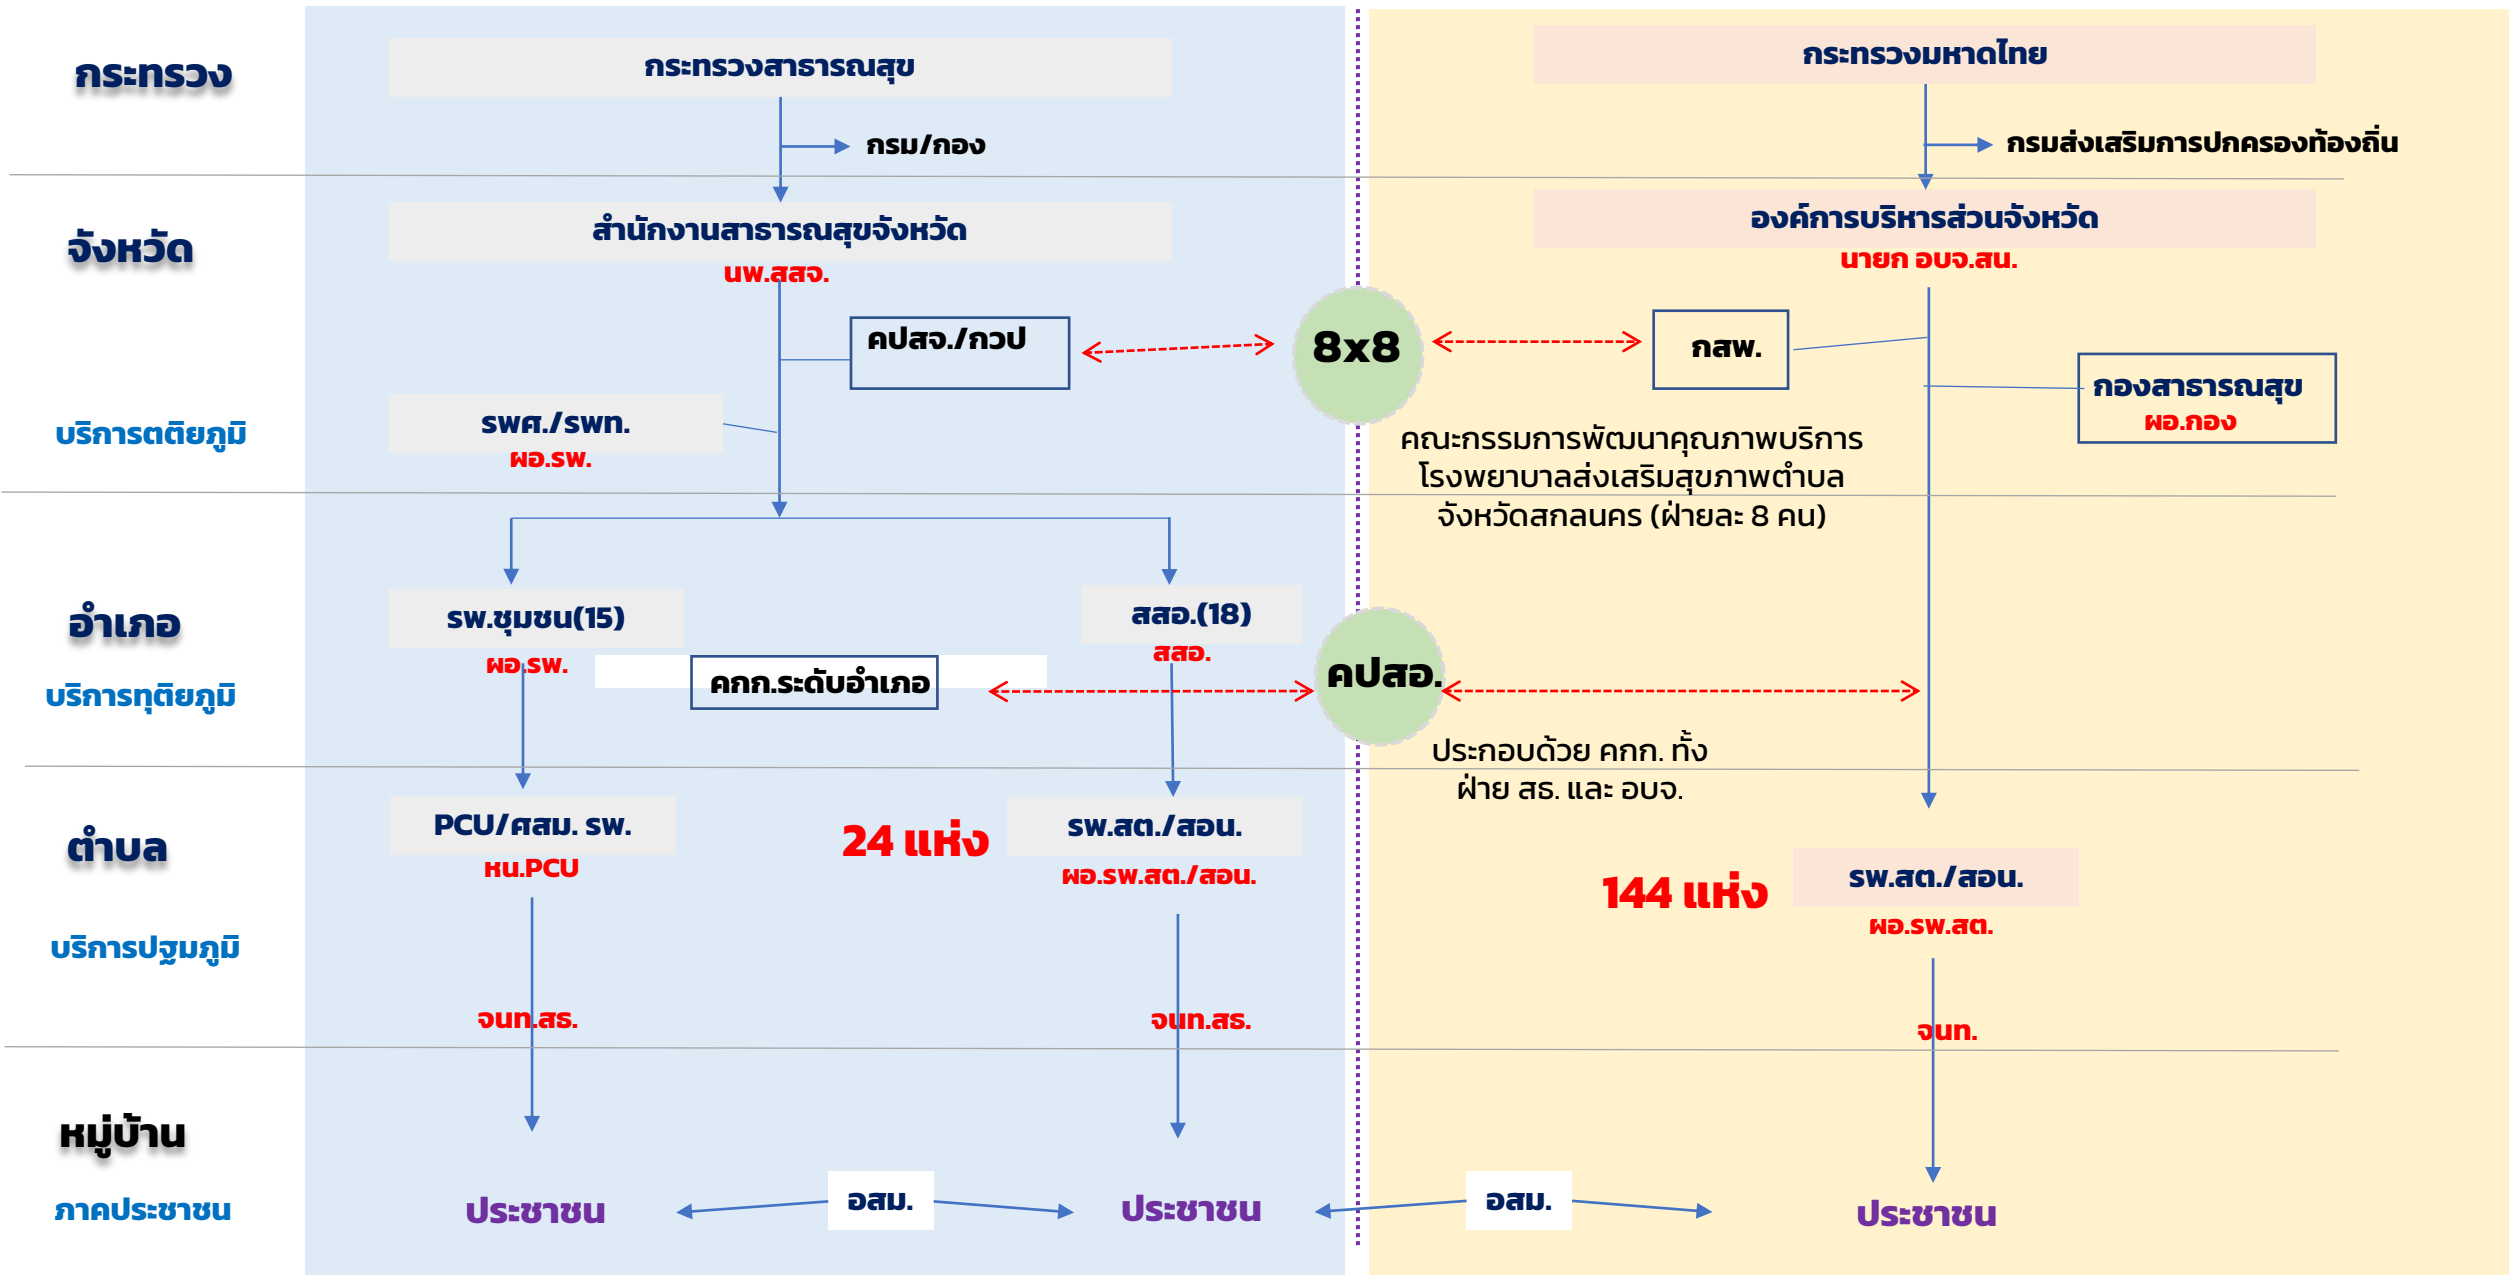 กระทรวง
กระทรวงสาธารณสุข
กระทรวงมหาดไทย
กรม/กอง
กรมส่งเสริมการปกครองท้องถิ่น
จังหวัด
สำนักงานสาธารณสุขจังหวัด
นพ.สสจ.
องค์การบริหารส่วนจังหวัด
นายก อบจ.สน.
คปสจ./กวป
8x8
กสพ.
กองสาธารณสุข
ผอ.กอง
บริการตติยภูมิ
รพศ./รพท.
ผอ.รพ.
คณะกรรมการพัฒนาคุณภาพบริการ
โรงพยาบาลส่งเสริมสุขภาพตำบล
จังหวัดสกลนคร (ฝ่ายละ 8 คน)
อำเภอ
รพ.ชุมชน(15)
ผอ.รพ.
สสอ.(18)
สสอ.
บริการทุติยภูมิ
คกก.ระดับอำเภอ
คปสอ.
ประกอบด้วย คกก. ทั้ง
ฝ่าย สธ. และ อบจ.
ตำบล
PCU/ศสม. รพ.
หน.PCU
24 แห่ง
รพ.สต./สอน.
ผอ.รพ.สต./สอน.
144 แห่ง
รพ.สต./สอน.
ผอ.รพ.สต.
บริการปฐมภูมิ
จนท.สธ.
จนท.สธ.
จนท.
หมู่บ้าน
ภาคประชาชน
ประชาชน
อสม.
ประชาชน
อสม.
ประชาชน